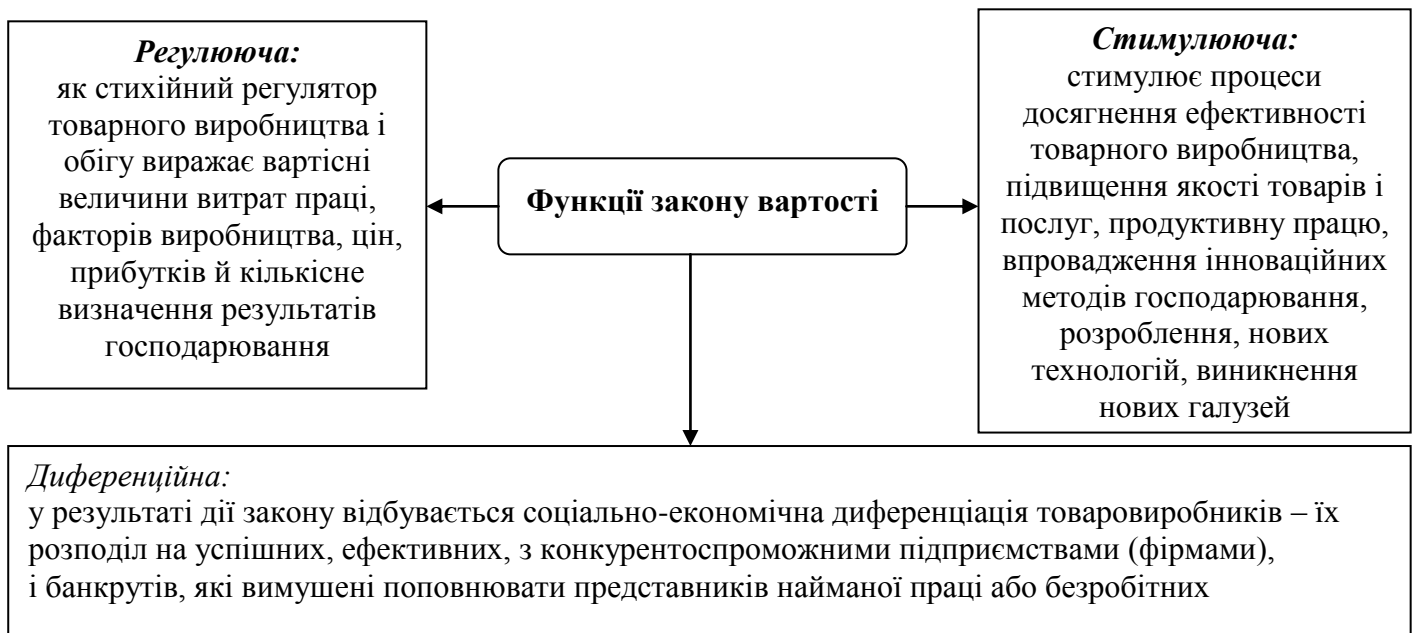 Регулююча:
як стихійний регулятор
товарного виробництва і
обігу виражає вартісні
величини витрат праці,
факторів виробництва, цін,
прибутків й кількісне
визначення результатів
господарювання
Функції закону вартості
Стимулююча:
стимулює процеси
досягнення ефективності
товарного виробництва,
підвищення якості товарів і
послуг, продуктивну працю,
впровадження інноваційних
методів господарювання,
розроблення, нових
технологій, виникнення
нових галузей
Диференційна:
у результаті дії закону відбувається соціально-економічна диференціація товаровиробників – їх
розподіл на успішних, ефективних, з конкурентоспроможними підприємствами (фірмами),
і банкрутів, які вимушені поповнювати представників найманої праці або безробітних